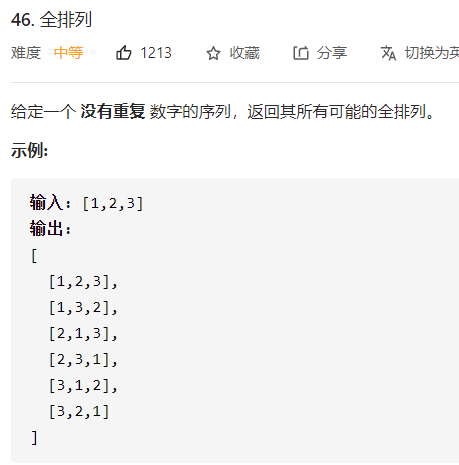 46. 全排列
难度 中等 1213 收藏 分享 切换为英
给定一个 没有重复 数字的序列，返回其所有可能的全排列。
示例:
输入: [1,2,3]
输出:
[
  [1,2,3],
  [1,3,2],
  [2,1,3],
  [2,3,1],
  [3,1,2],
  [3,2,1]
]